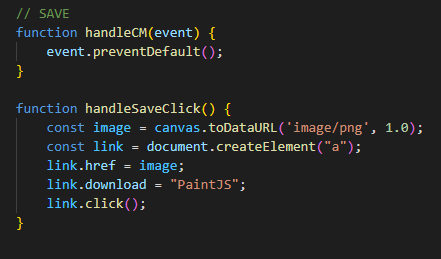 // SAVE
function handleCM(event) {
    event.preventDefault();
}

function handleSaveClick() {
    const image = canvas.toDataURL('image/png', 1.0);
    const link = document.createElement("a");
    link.href = image;
    link.download = "PaintJS";
    link.click();
}